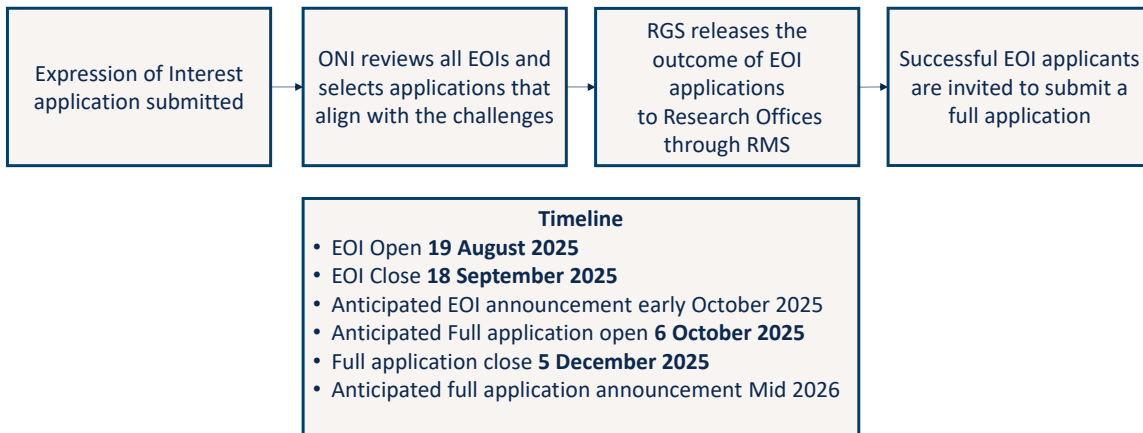 Expression of Interest
application submitted
ONI reviews all EOIs and
selects applications that
align with the challenges
RGS releases the
outcome of EOI
applications
to Research Offices
through RMS
Successful EOI applicants
are invited to submit a
full application
Timeline
• EOI Open 19 August 2025
• EOI Close 18 September 2025
• Anticipated EOI announcement early October 2025
• Anticipated Full application open 6 October 2025
• Full application close 5 December 2025
• Anticipated full application announcement Mid 2026